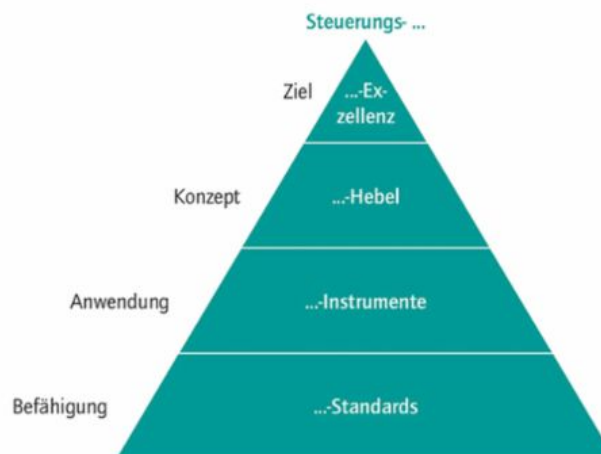 Steuerungs- ...
Ziel
...-Ex-
zellenz
Konzept
...-Hebel
Anwendung
...-Instrumente
Befähigung
...-Standards